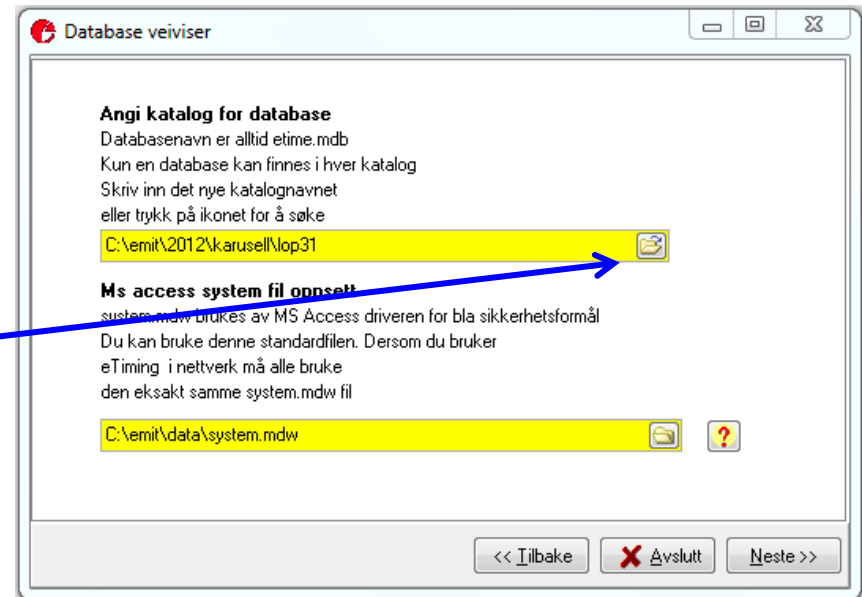 Database veiviser
Angi katalog for database
Databasenavn er alltid etime.mdb
Kun en database kan finnes i hver katalog
Skriv inn det nye katalognavnet
eller trykk på ikonet for å søke
C:\emit\2012\karusell\lop31
Ms access system fil oppsett
system.mdw brukes av MS Access driveren for bla sikkerhetsformål
Du kan bruke denne standardfilen. Dersom du bruker
eTiming i nettverk må alle bruke
den eksakt samme system.mdw fil
C:\emit\data\system.mdw
?
<< Tilbake
Avslutt
Neste >>